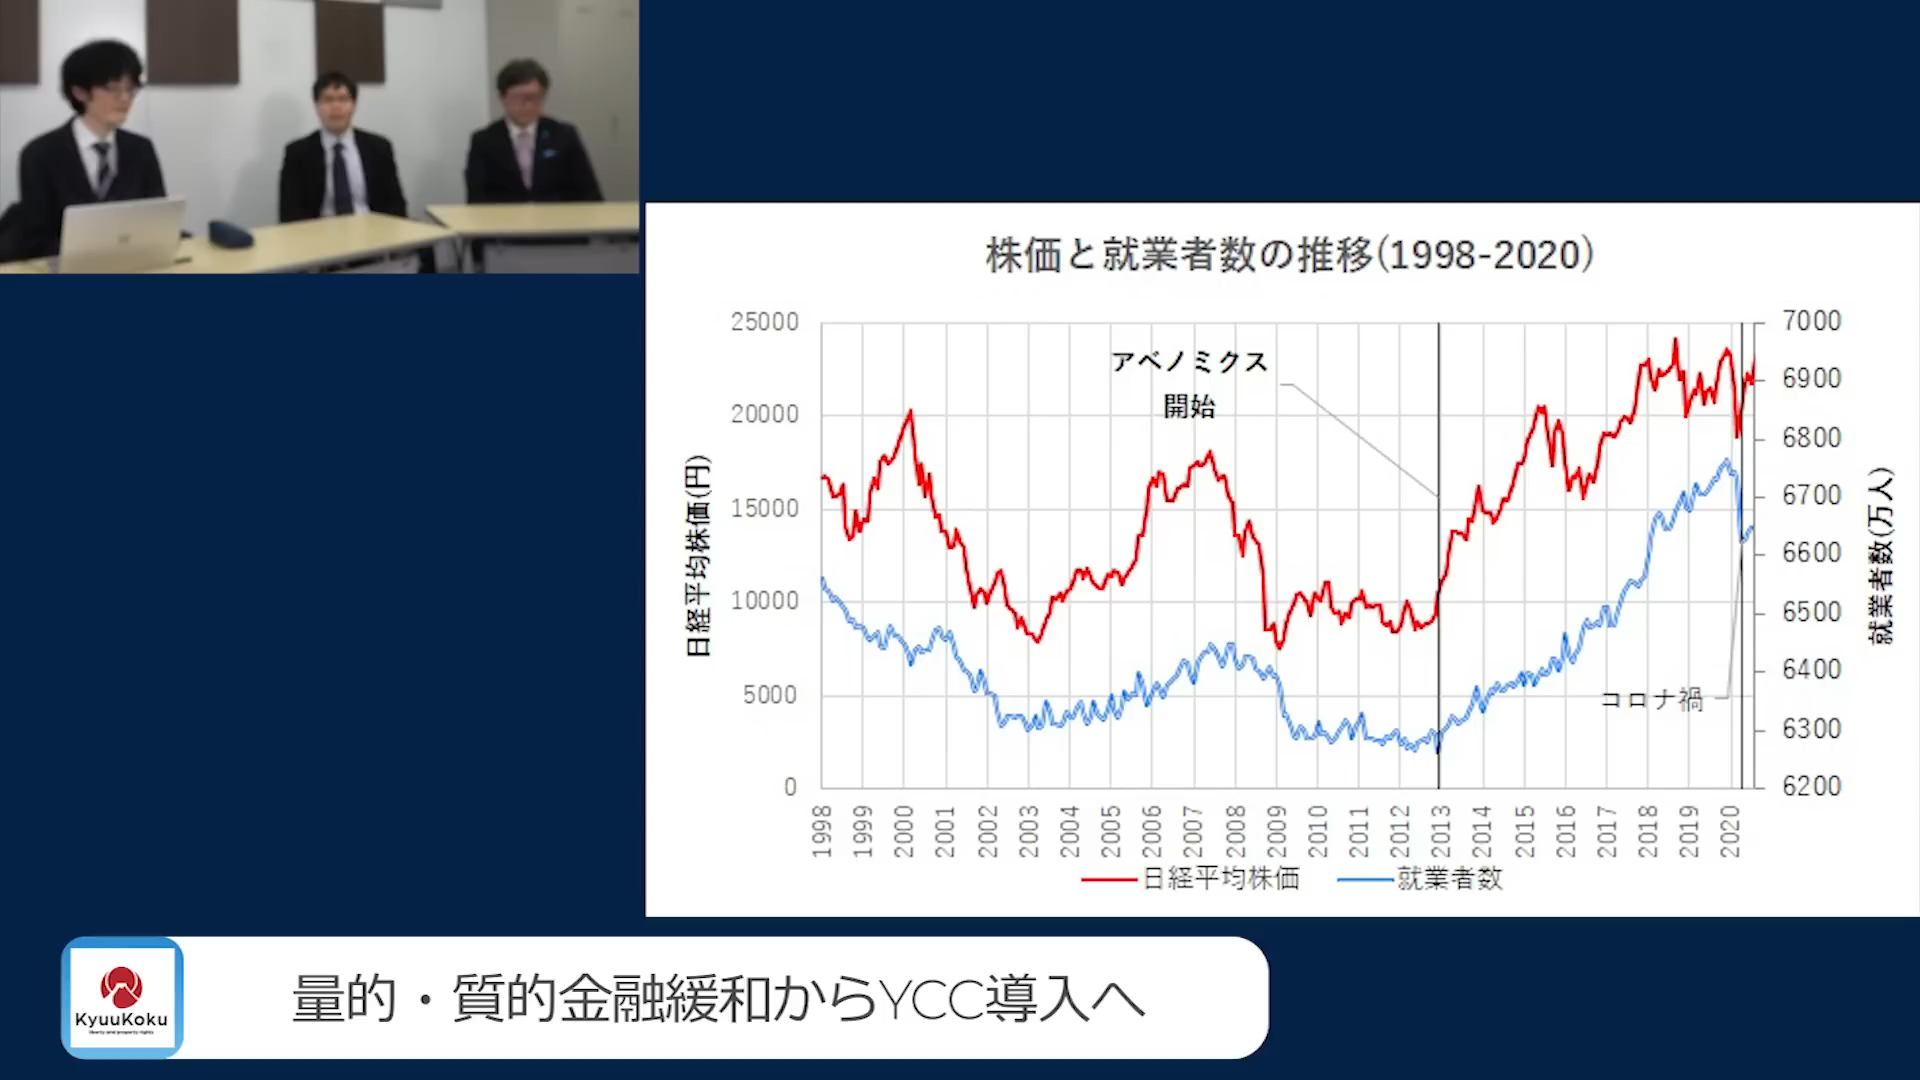 株価と就業者数の推移(1998-2020)
25000
20000
15000
10000
5000
0
日経平均株価(円)
アベノミクス
開始
コロナ禍
7000
6900
6800
6700
6600
6500
6400
6300
6200
就業者数(万人)
1998 1999 2000 2001 2002 2003 2004 2005 2006 2007 2008 2009 2010 2011 2012 2013 2014 2015 2016 2017 2018 2019 2020
日経平均株価 就業者数
KyuuKoku
liberty and property rights
量的・質的金融緩和からYCC導入へ